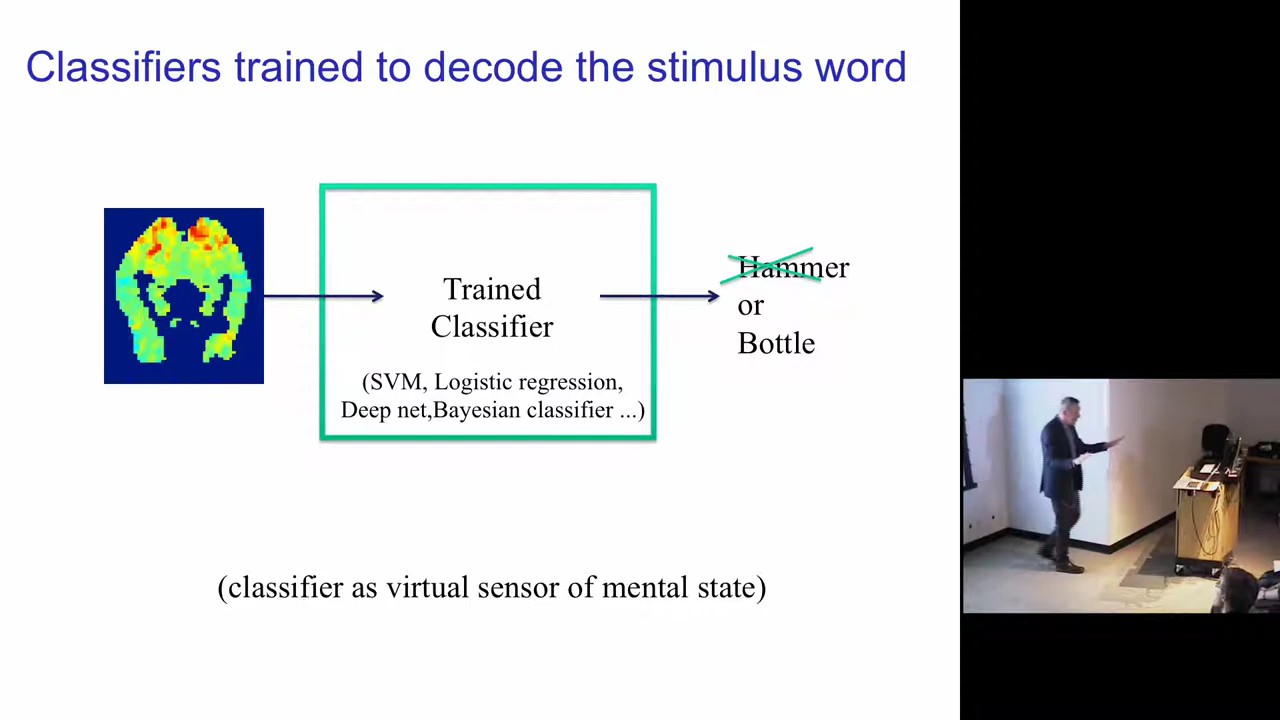 Classifiers trained to decode the stimulus word
Hammer
or
Bottle
Trained
Classifier
(SVM, Logistic regression,
Deep net,Bayesian classifier ...)
(classifier as virtual sensor of mental state)